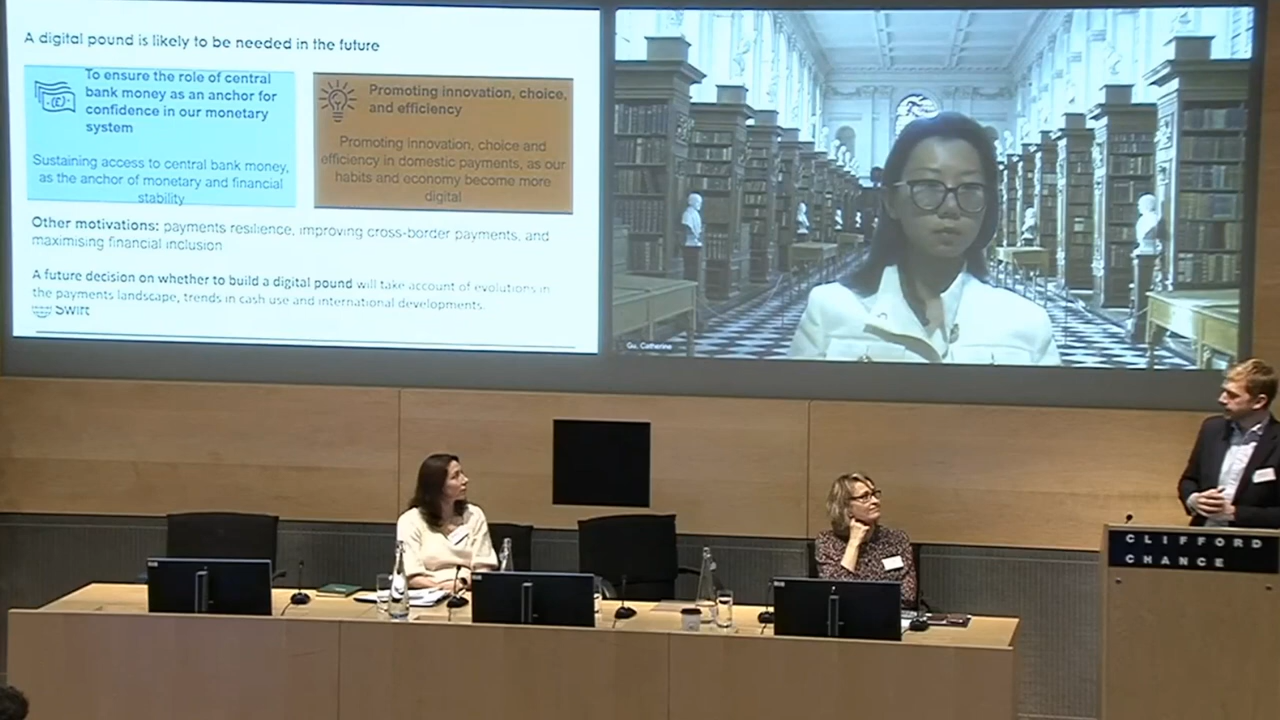 A digital pound is likely to be needed in the future
To ensure the role of central
bank money as an anchor for
confidence in our monetary
system
Sustaining access to central bank money,
as the anchor of monetary and financial
stability
Promoting innovation, choice,
and efficiency
Promoting innovation, choice and
efficiency in domestic payments, as our
habits and economy become more
digital
Other motivations: payments resilience, improving cross-border payments, and
maximising financial inclusion
A future decision on whether to build a digital pound will take account of evolutions in
the payments landscape, trends in cash use and international developments.
Swift
Gu, Catherine
CLIFFORD
CHANCE